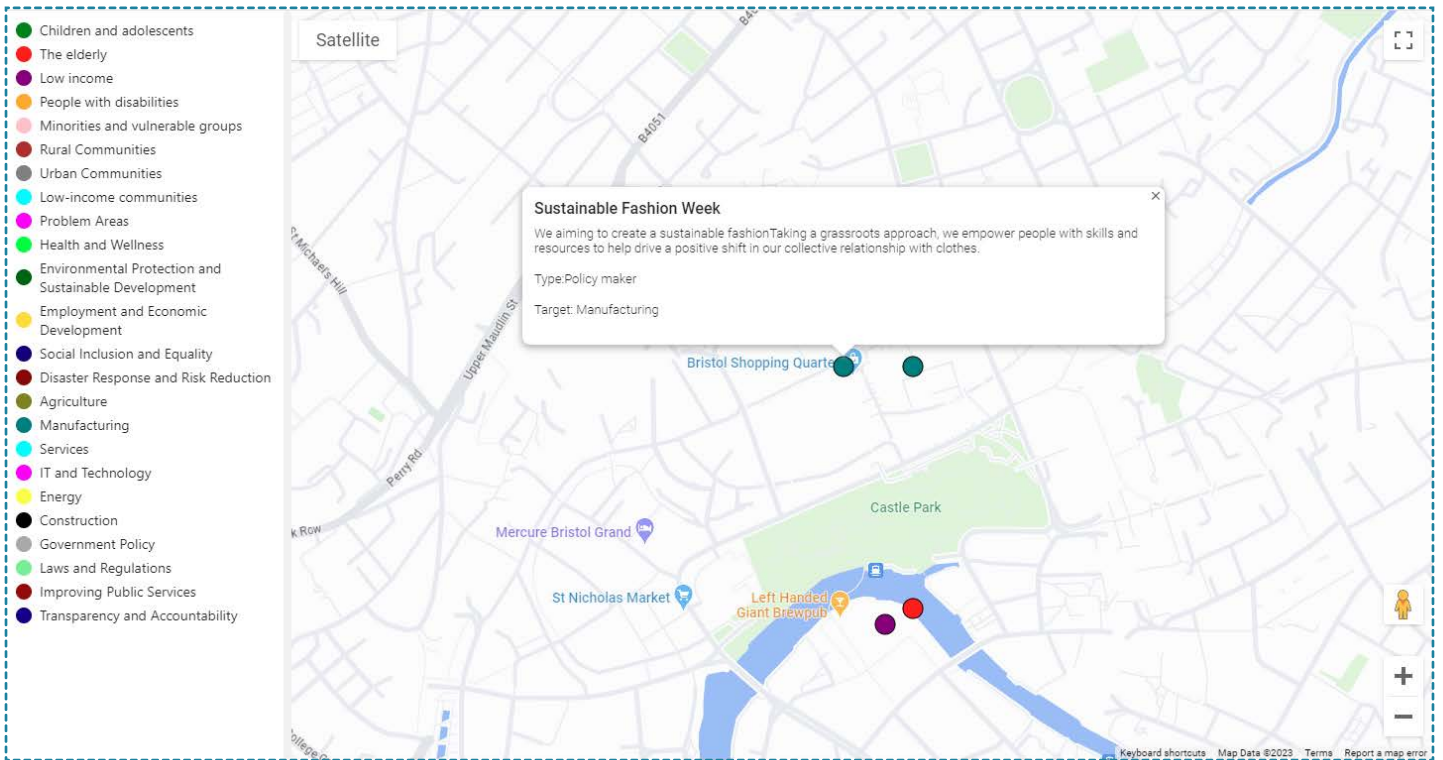 Children and adolescents
The elderly
Low income
People with disabilities
Minorities and vulnerable groups
Rural Communities
Urban Communities
Low-income communities
Problem Areas
Health and Wellness
Environmental Protection and
Sustainable Development
Employment and Economic
Development
Social Inclusion and Equality
Disaster Response and Risk Reduction
Agriculture
Manufacturing
Services
IT and Technology
Energy
Construction
Government Policy
Laws and Regulations
Improving Public Services
Transparency and Accountability
Satellite
B4051
St Michael's Hill
Upper Maudlin St
Perry Rd
Sustainable Fashion Week
We aiming to create a sustainable fashionTaking a grassroots approach, we empower people with skills and
resources to help drive a positive shift in our collective relationship with clothes.
Type:Policy maker
Target: Manufacturing
Bristol Shopping Quarte
Castle Park
k Row
Mercure Bristol Grand
St Nicholas Market
Left Handed
Giant Brewpub
Keyboard shortcuts
Map Data ©2023
Terms
Report a map error